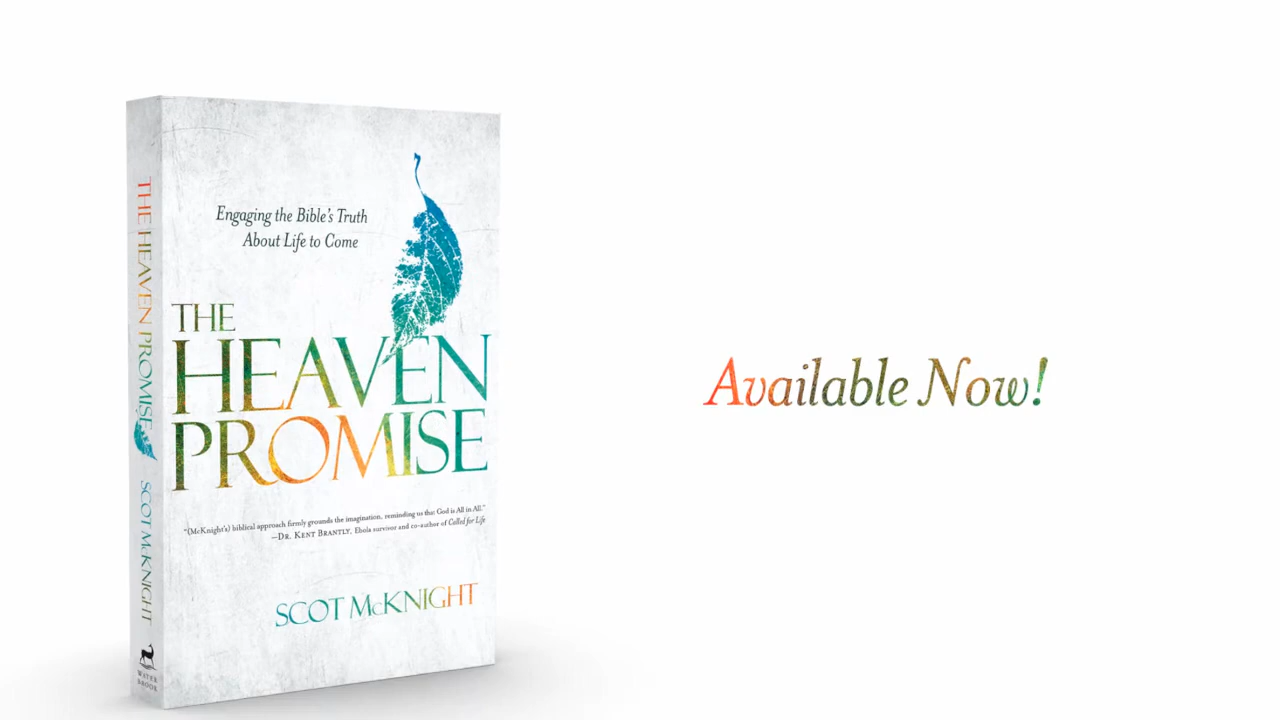 THE HEAVEN PROMISE
SCOT McKNIGHT
WATER
BROOK
Engaging the Bible's Truth
About Life to Come
THE
HEAVEN
PROMISE
"(McKnight's) biblical approach firmly grounds the imagination, reminding us that God is All in All."
—DR. KENT BRANTLY, Ebola survivor and co-author of Called for Life
SCOT McKNIGHT
Available Now!